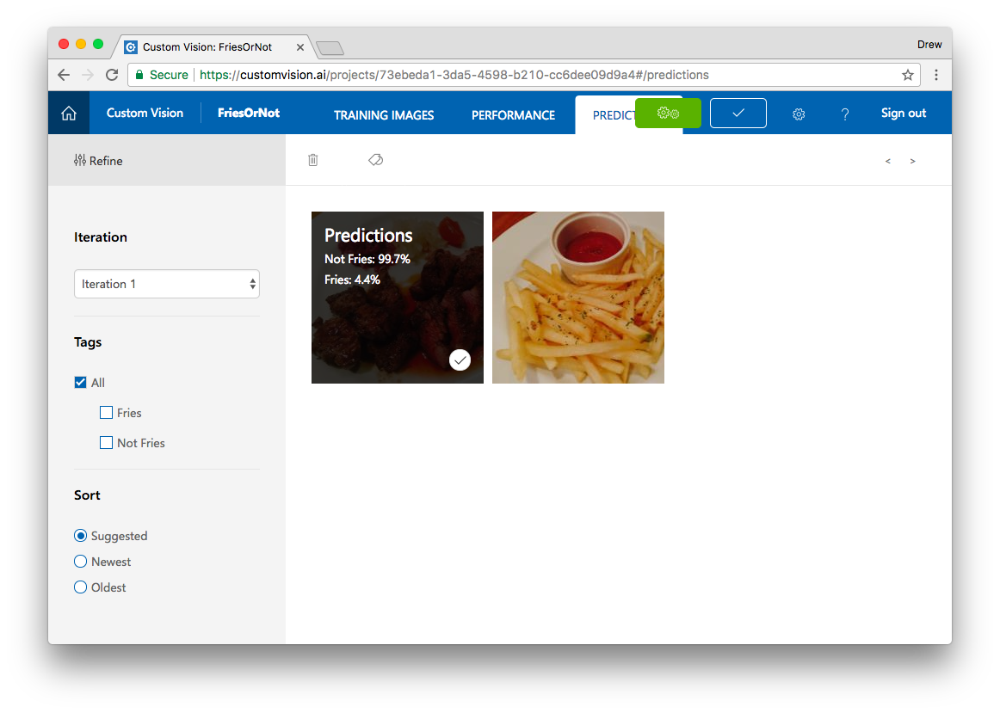 Custom Vision: FriesOrNot
Drew
Secure https://customvision.ai/projects/73ebeda1-3da5-4598-b210-cc6dee09d9a4#/predictions
Custom Vision FriesOrNot TRAINING IMAGES PERFORMANCE PREDICT ? Sign out
Refine
< >
Iteration
Iteration 1
Tags
All
Fries
Not Fries
Sort
Suggested
Newest
Oldest
Predictions
Not Fries: 99.7%
Fries: 4.4%